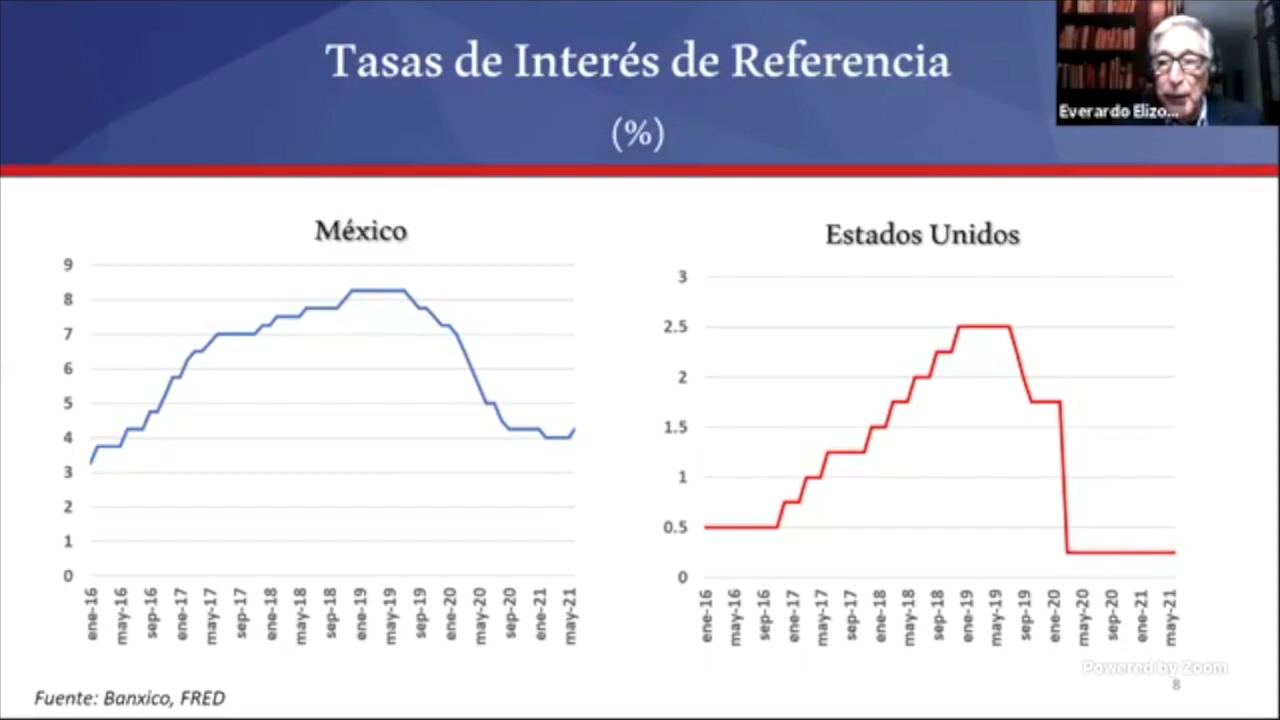 Tasas de Interés de Referencia
(%)
Everardo Elizo...
México
9
8
7
6
5
4
3
2
1
0
ene-16
may-16
sep-16
ene-17
may-17
sep-17
ene-18
may-18
sep-18
ene-19
may-19
sep-19
ene-20
may-20
sep-20
ene-21
may-21
Estados Unidos
3
2.5
2
1.5
1
0.5
0
ene-16
may-16
sep-16
ene-17
may-17
sep-17
ene-18
may-18
sep-18
ene-19
may-19
sep-19
ene-20
may-20
sep-20
ene-21
may-21
Powered by Zoom
8
Fuente: Banxico, FRED